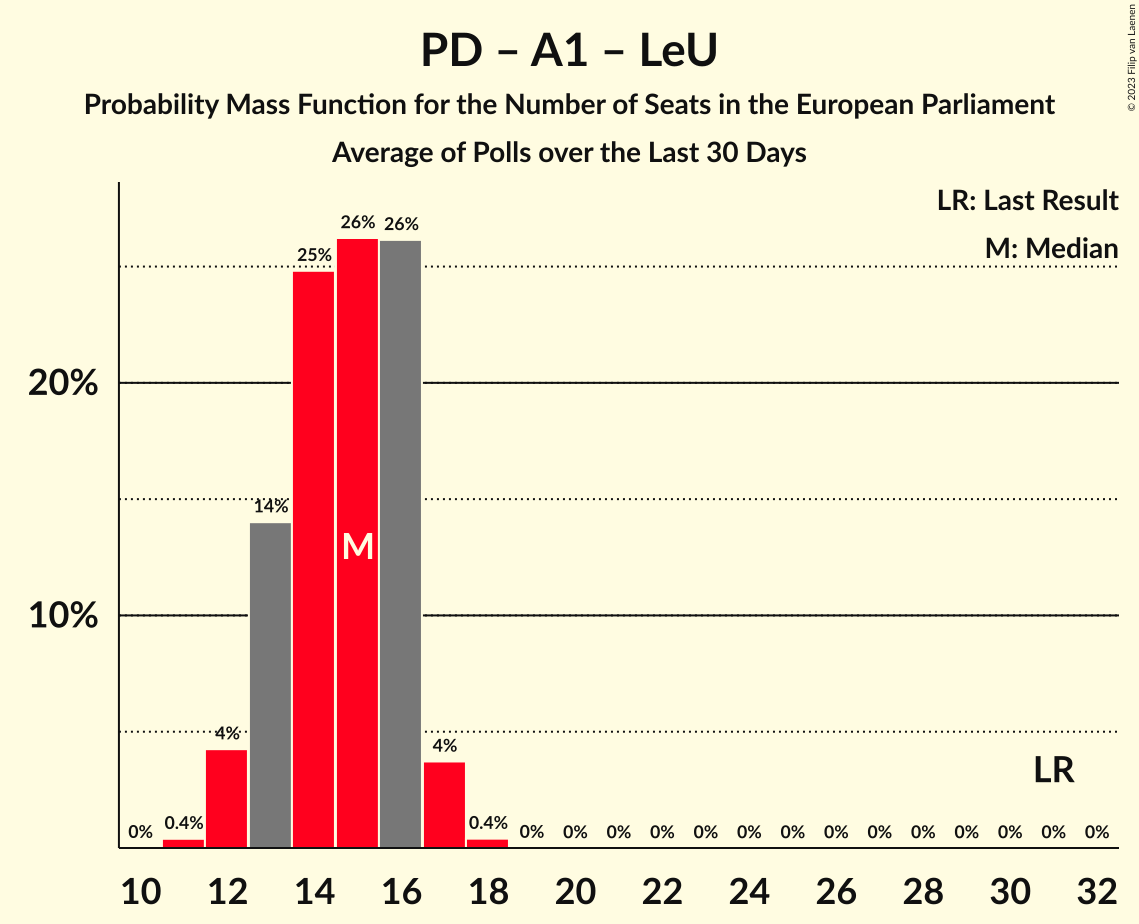 PD – A1 – LeU
Probability Mass Function for the Number of Seats in the European Parliament
Average of Polls over the Last 30 Days
© 2023 Filip van Laenen
LR: Last Result
M: Median
20%
10%
0% 0.4% 4% 14% 25% 26% 26% 4% 0.4% 0% 0% 0% 0% 0% 0% 0% 0% 0% 0% 0% 0% 0% 0%
M
LR
10 12 14 16 18 20 22 24 26 28 30 32